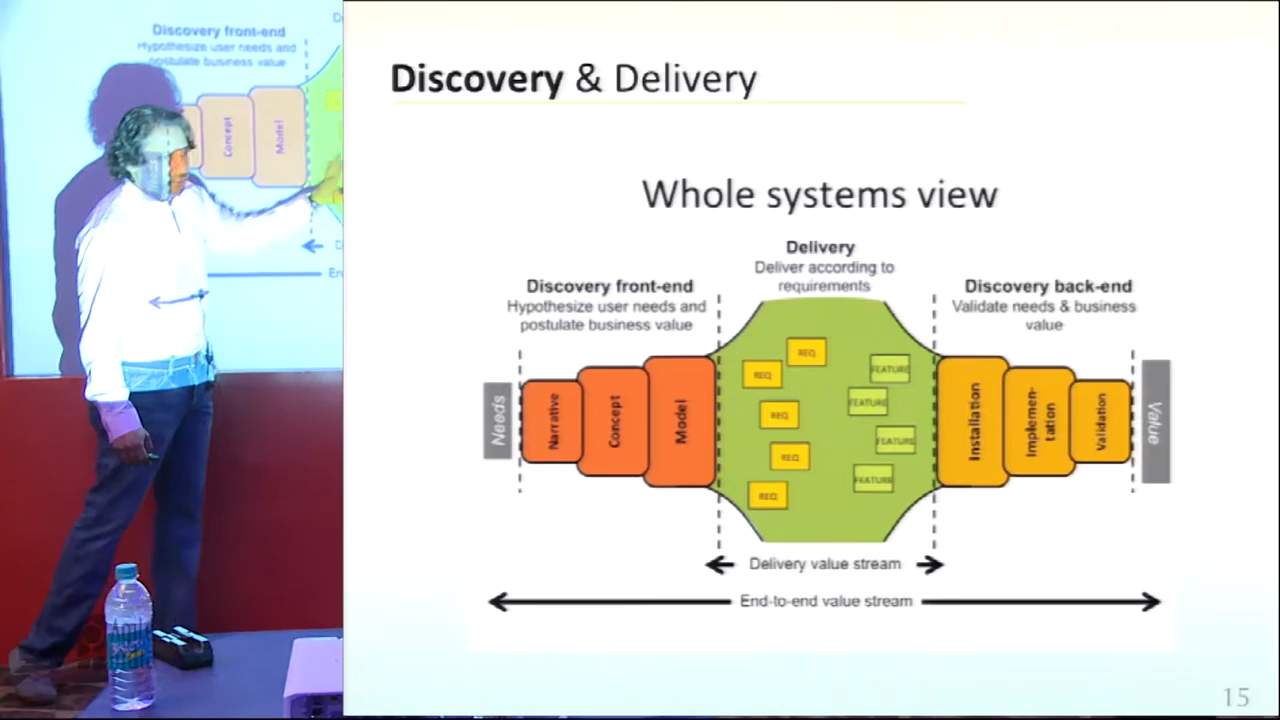 Discovery front-end
Hypothesize user needs and
postulate business value
Concept
Model
Discovery & Delivery
Whole systems view
Delivery
Deliver according to
requirements
Discovery front-end
Hypothesize user needs and
postulate business value
Discovery back-end
Validate needs & business
value
Needs
Narrative
Concept
Model
REQ
REQ
REQ
REQ
REQ
FEATURE
FEATURE
FEATURE
FEATURE
Installation
Implemen-
tation
Validation
Value
Delivery value stream
End-to-end value stream
15